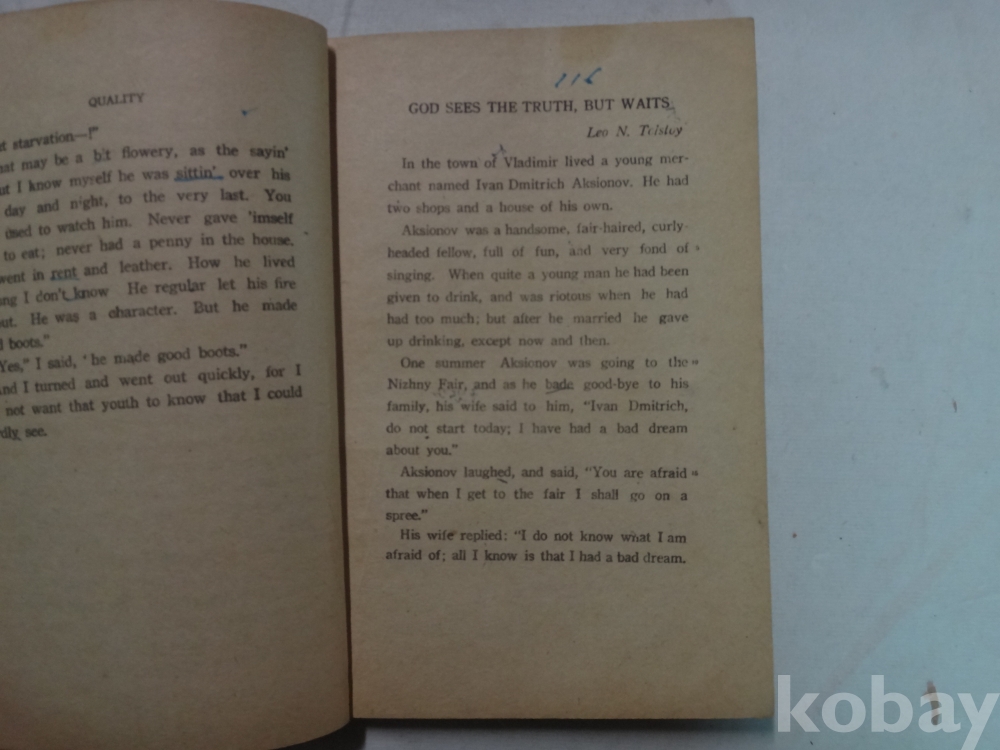 QUALITY
starvation—!"
may be a bit flowery, as the sayin'
I know myself he was sittin' over his
day and night, to the very last. You
used to watch him. Never gave 'imself
to eat; never had a penny in the house.
went in rent and leather. How he lived
I don't know He regular let his fire
He was a character. But he made
boots."
Yes," I said, 'he made good boots."
I turned and went out quickly, for I
not want that youth to know that I could
see.
116
GOD SEES THE TRUTH, BUT WAITS
Leo N. Tolstoy
In the town of Vladimir lived a young mer-
chant named Ivan Dmitrich Aksionov. He had
two shops and a house of his own.
Aksionov was a handsome, fair-haired, curly-
headed fellow, full of fun, and very fond of
singing. When quite a young man he had been
given to drink, and was riotous when he had
had too much; but after he married he gave
up drinking, except now and then.
One summer Aksionov was going to the
Nizhny Fair, and as he bade good-bye to his
family, his wife said to him, "Ivan Dmitrich,
do not start today; I have had a bad dream
about you."
Aksionov laughed, and said, "You are afraid
that when I get to the fair I shall go on a
spree."
His wife replied: "I do not know what I am
afraid of; all I know is that I had a bad dream.
kobay